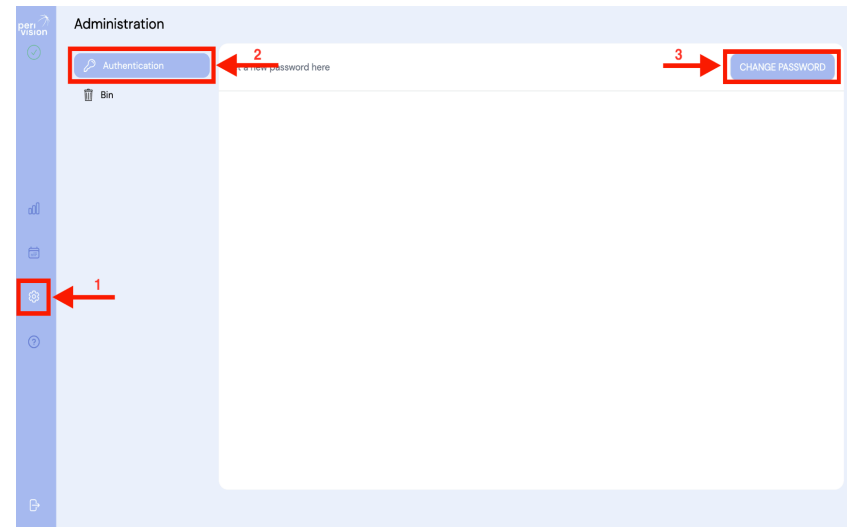 peri
vision
Administration
Authentication
2
a new password here
3
CHANGE PASSWORD
Bin
1